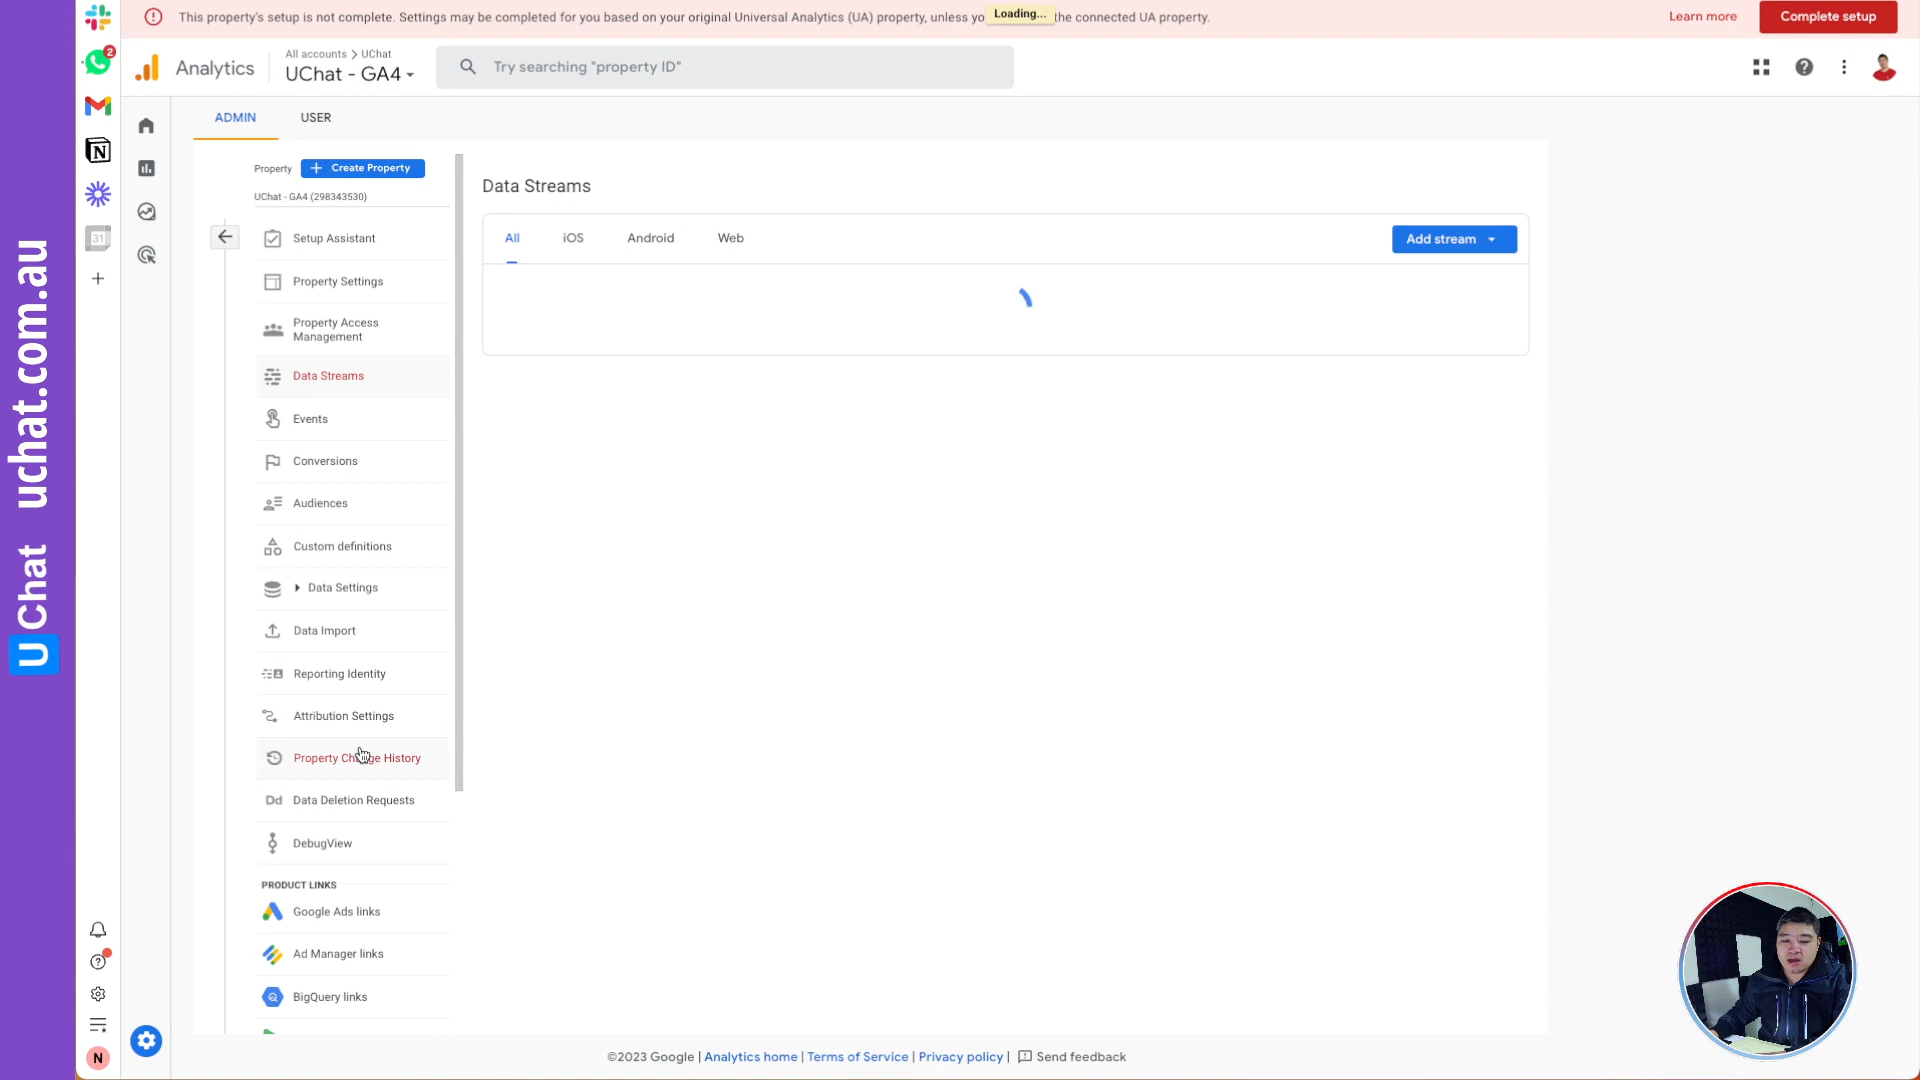 This property's setup is not complete. Settings may be completed for you based on your original Universal Analytics (UA) property, unless yo
Loading...
the connected UA property.
Learn more
Complete setup
2
Analytics
All accounts > UChat
UChat - GA4
Try searching "property ID"
ADMIN
USER
Property
Create Property
UChat - GA4 (298343530)
Setup Assistant
Property Settings
Property Access
Management
Data Streams
Events
Conversions
Audiences
Custom definitions
Data Settings
Data Import
Reporting Identity
Attribution Settings
Property Change History
Dd Data Deletion Requests
DebugView
PRODUCT LINKS
Google Ads links
Ad Manager links
BigQuery links
Data Streams
All
iOS
Android
Web
Add stream
©2023 Google | Analytics home | Terms of Service | Privacy policy | Send feedback
31
N
N
U UChat uchat.com.au